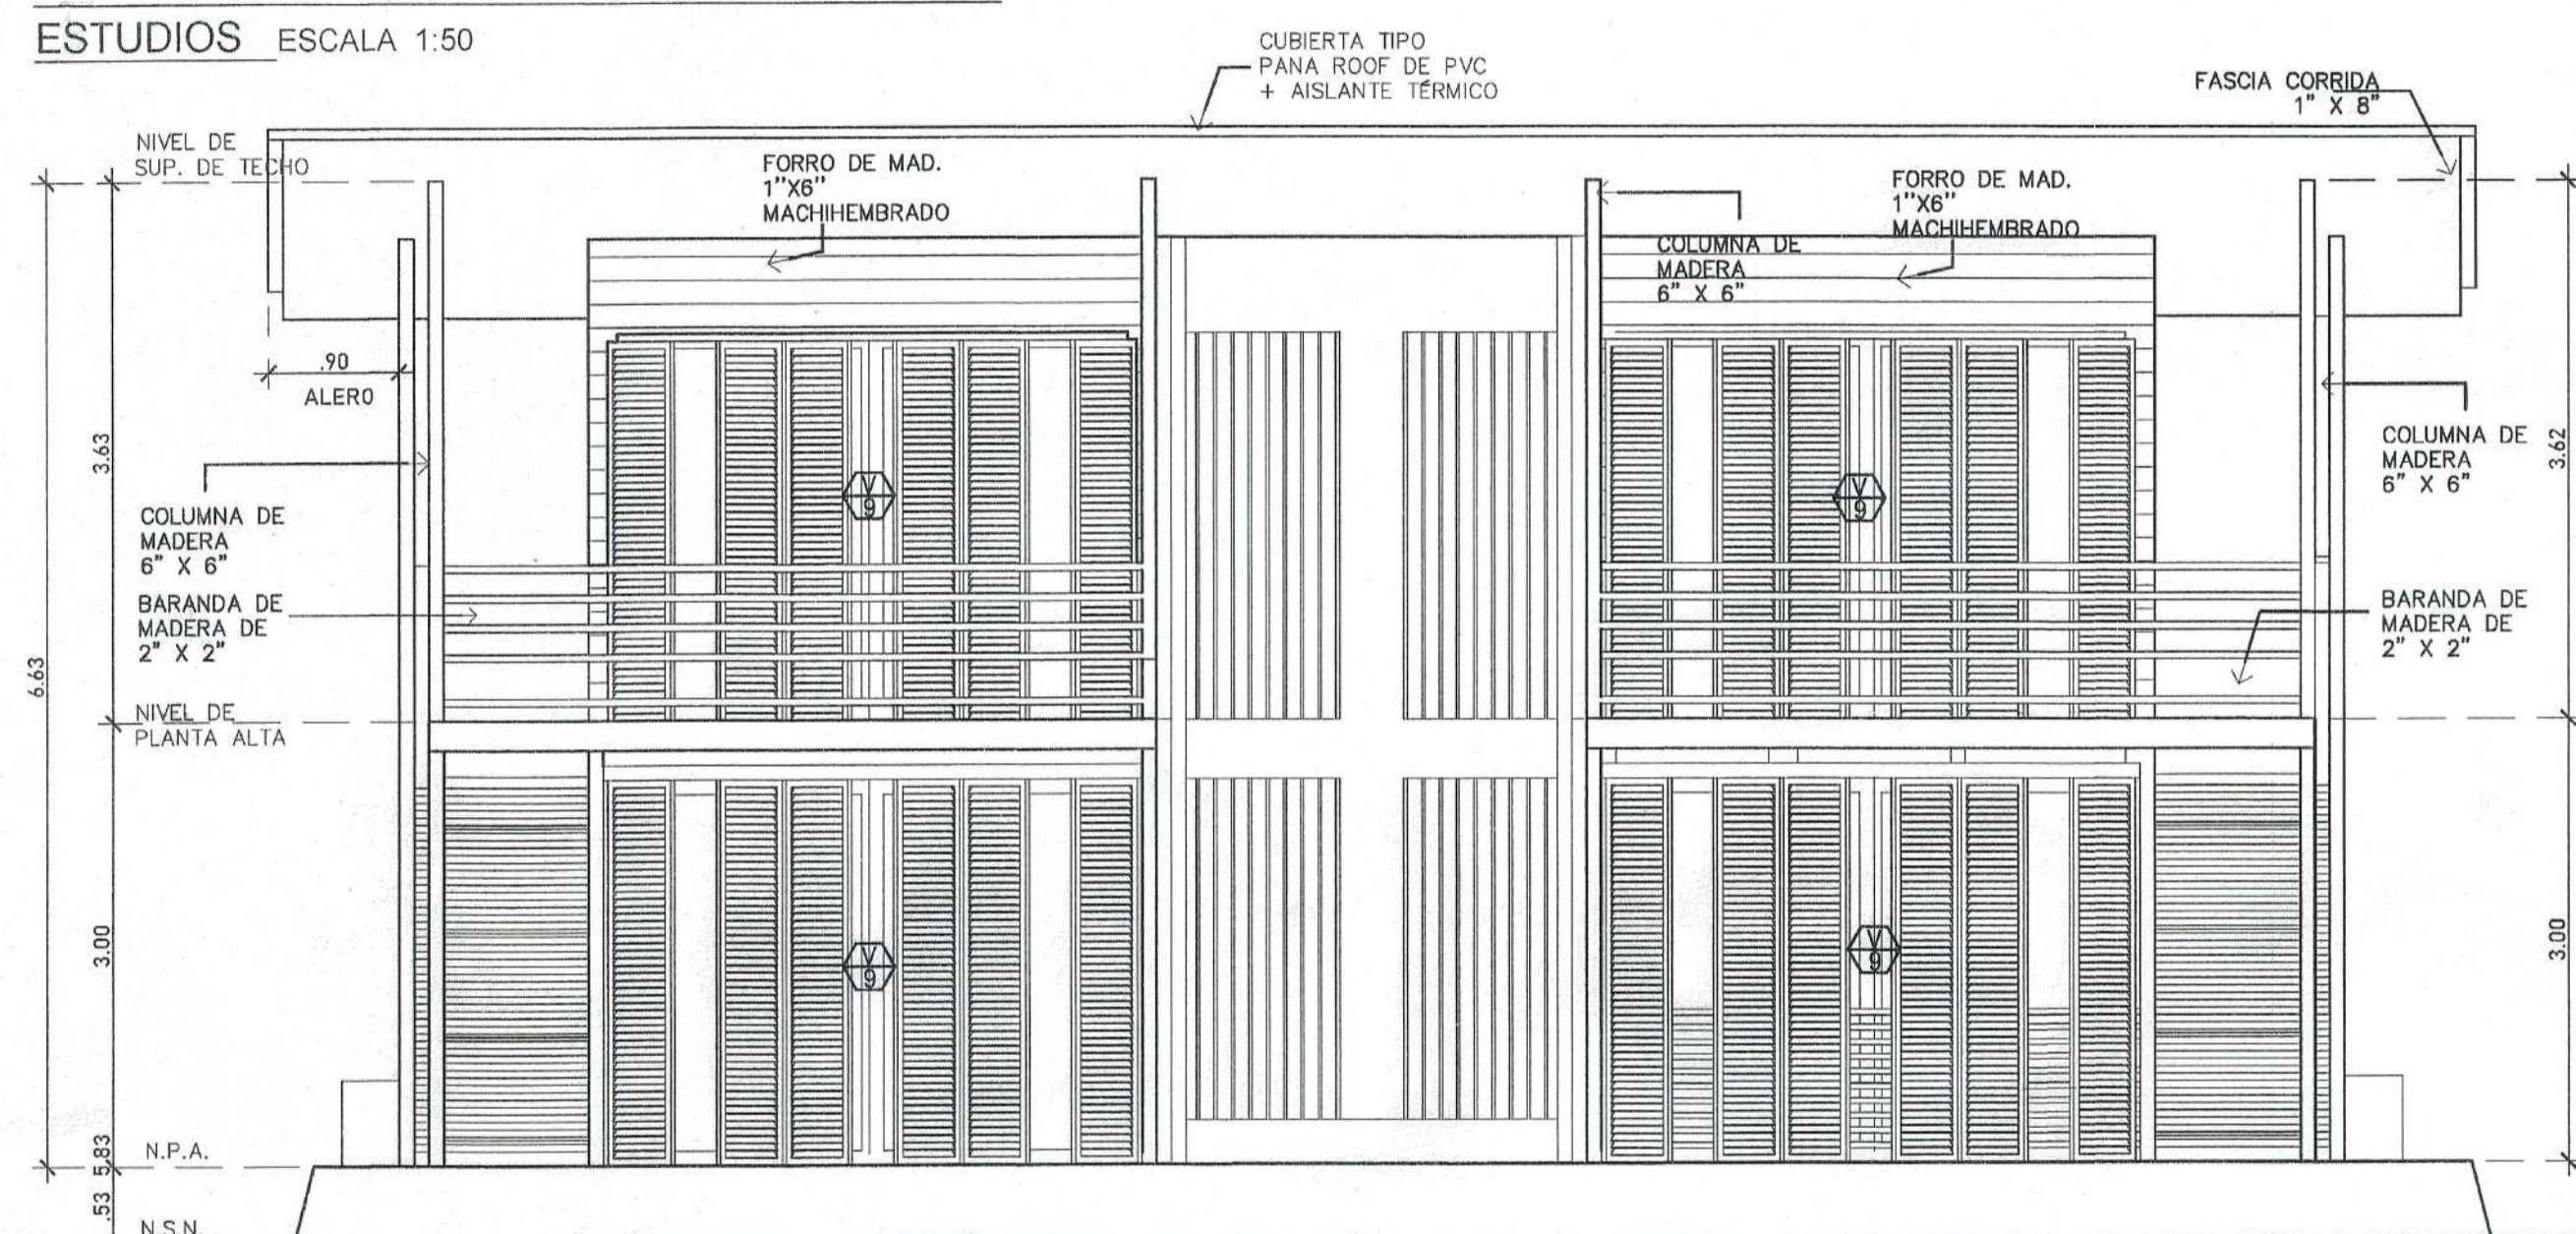 ESTUDIOS ESCALA 1:50
CUBIERTA TIPO
PANA ROOF DE PVC
+ AISLANTE TÉRMICO
FASCIA CORRIDA
1" X 8"
NIVEL DE
SUP. DE TECHO
FORRO DE MAD.
1"X6"
MACHIHEMBRADO
FORRO DE MAD.
1"X6"
MACHIHEMBRADO
COLUMNA DE
MADERA
6" X 6"
.90
ALERO
3.63
COLUMNA DE
MADERA
6" X 6"
3.62
V
9
V
9
COLUMNA DE
MADERA
6" X 6"
BARANDA DE
MADERA DE
2" X 2"
BARANDA DE
MADERA DE
2" X 2"
6.63
NIVEL DE
PLANTA ALTA
3.00
V
9
V
9
3.00
N.P.A.
5.83
.53
N.S.N.